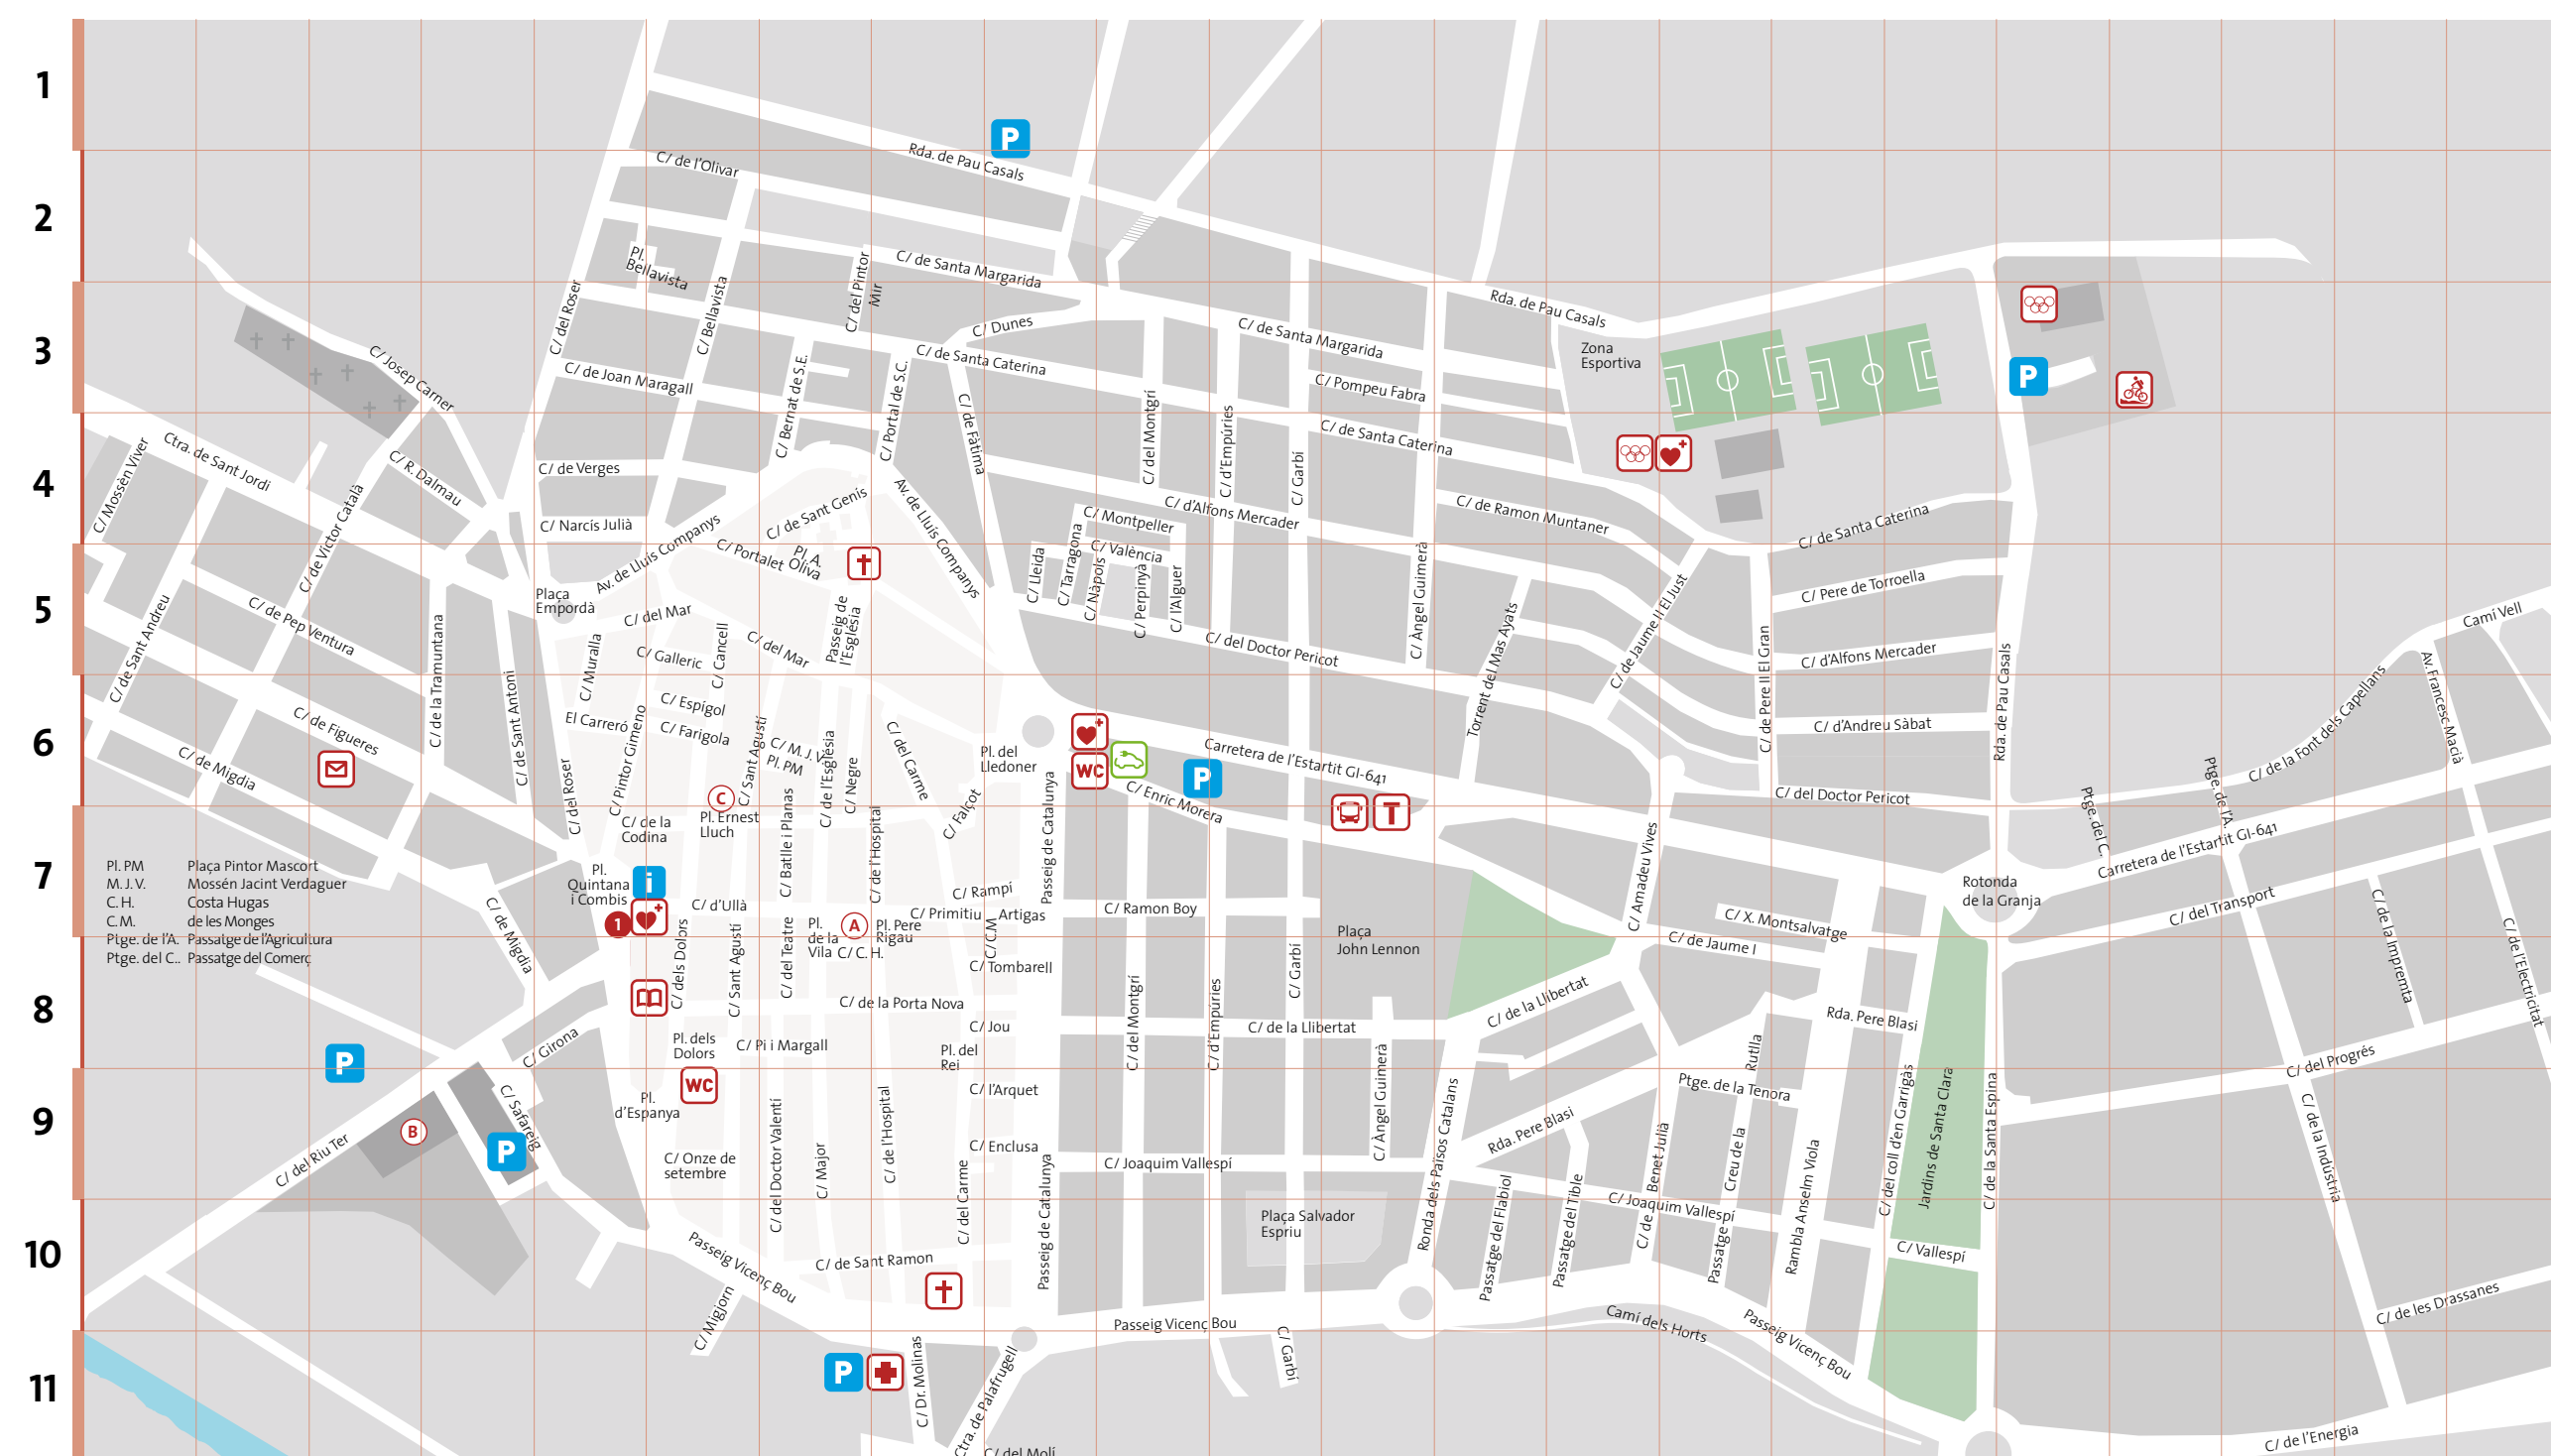 1
2
3
4
5
6
7
8
9
10
11
P
Rda. de Pau Casals
C/ de l'Olivar
Pl.
Bellavista
C/ de Santa Margarida
C/ del Pintor
Mir
C/ Bellavista
C/ del Roser
C/ Dunes
C/ de Santa Caterina
C/ de Santa Margarida
Rda. de Pau Casals
Zona
Esportiva
P
C/ Josep Carner
C/ de Joan Maragall
C/ Bernat de S.E.
C/ Portal de S.C.
C/ de Fàtima
C/ del Montgrí
C/ d'Empúries
C/ Garbí
C/ Pompeu Fabra
C/ de Santa Caterina
Ctra. de Sant Jordi
C/ Mossèn Viver
C/ R. Dalmau
C/ de Victor Català
C/ de Verges
C/ Narcís Julià
Av. de Lluís Companys
C/ de Sant Genís
Av. de Lluís Companys
C/ d'Alfons Mercader
C/ Montpeller
C/ València
C/ de Ramon Muntaner
C/ de Santa Caterina
C/ Portalet
Pl. A.
Oliva
C/ Lleida
C/ Tarragona
C/ Nàpols
C/ Perpinyà
C/ l'Alguer
C/ Àngel Guimerà
Torrent del Mas Ayats
C/ de Jaume II El Just
C/ de Pere II El Gran
C/ Pere de Torroella
C/ d'Alfons Mercader
Rda. de Pau Casals
Camí Vell
C/ de Sant Andreu
C/ de Pep Ventura
C/ de la Tramuntana
C/ de Sant Antoni
Plaça
Empordà
C/ del Mar
C/ del Mar
Passeig de
l'Església
C/ Muralla
C/ Galleric
C/ Cancell
C/ del Doctor Pericot
C/ Espígol
El Carreró
C/ Farigola
C/ Pintor Gimeno
C/ Sant Agustí
C/ M. J. V.
Pl. PM
C/ de l'Església
C/ Negre
C/ del Carme
Pl. del
Lledoner
WC
P
Carretera de l'Estartit GI-641
C/ Enric Morera
C/ d'Andreu Sàbat
C/ del Doctor Pericot
C/ de la Font dels Capellans
Av. Francesc Macià
Ptge. de l'A.
Ptge. del C.
Carretera de l'Estartit GI-641
C/ de Figueres
C/ de Migdia
C/ del Roser
C
C/ de la
Codina
Pl. Ernest
Lluch
C/ Batlle i Planas
C/ de l'Hospital
C/ Falçot
Passeig de Catalunya
T
Pl. PM Plaça Pintor Mascort
M. J. V. Mossén Jacint Verdaguer
C. H. Costa Hugas
C. M. de les Monges
Ptge. de l'A. Passatge de l'Agricultura
Ptge. del C.. Passatge del Comerç
Pl.
Quintana
i Combis
i
1
C/ d'Ullà
C/ Rampí
C/ Primitiu Artigas
C/ C.M
C/ Ramon Boy
A
Pl.
de la
Vila
Pl. Pere
Rigau
C/ C. H.
C/ Tombarell
Plaça
John Lennon
C/ Amadeu Vives
C/ X. Montsalvatge
C/ de Jaume I
Rotonda
de la Granja
C/ del Transport
C/ de la Impremta
C/ de l'Electricitat
C/ de Migdia
C/ dels Dolors
C/ Sant Agustí
C/ del Teatre
C/ de la Porta Nova
C/ Jou
C/ del Montgrí
C/ d'Empúries
C/ Garbí
C/ de la Llibertat
C/ de la Llibertat
Rda. Pere Blasi
C/ del Progrés
P
C/ Girona
Pl. dels
Dolors
C/ Pi i Margall
Pl. del
Rei
WC
C/ l'Arquet
C/ Àngel Guimerà
Ronda dels Països Catalans
Rutlla
Ptge. de la Tenora
C/ del coll d'en Garrigàs
Jardins de Santa Clara
C/ de la Santa Espina
C/ de la Indústria
Pl.
d'Espanya
C/ Safareig
P
B
C/ del Riu Ter
C/ Onze de
setembre
C/ del Doctor Valentí
C/ Major
C/ de l'Hospital
C/ Enclusa
C/ del Carme
Passeig de Catalunya
C/ Joaquim Vallespí
Rda. Pere Blasi
C/ de Benet Julià
Passatge Creu de la
Rambla Anselm Viola
C/ Joaquim Vallespí
Passatge del Flabiol
Passatge del Tible
Plaça Salvador
Espriu
C/ Vallespí
Passeig Vicenç Bou
C/ de Sant Ramon
C/ Migjorn
Passeig Vicenç Bou
Camí dels Horts
Passeig Vicenç Bou
C/ de les Drassanes
P
C/ Dr. Molinas
Ctra. de Palafrugell
C/ Garbí
C/ del Molí
C/ de l'Energia